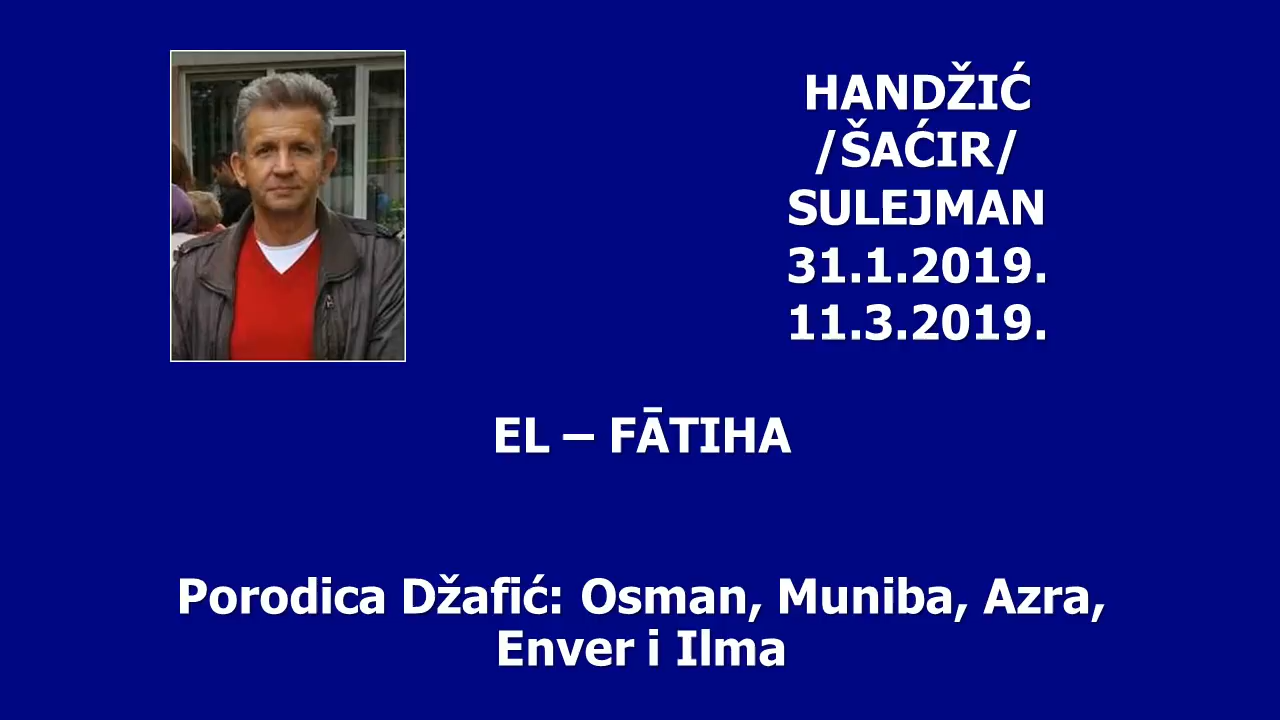 HANDŽIĆ
/ŠAĆIR/
SULEJMAN
31.1.2019.
11.3.2019.
EL – FĀTIHA
Porodica Džafić: Osman, Muniba, Azra,
Enver i Ilma